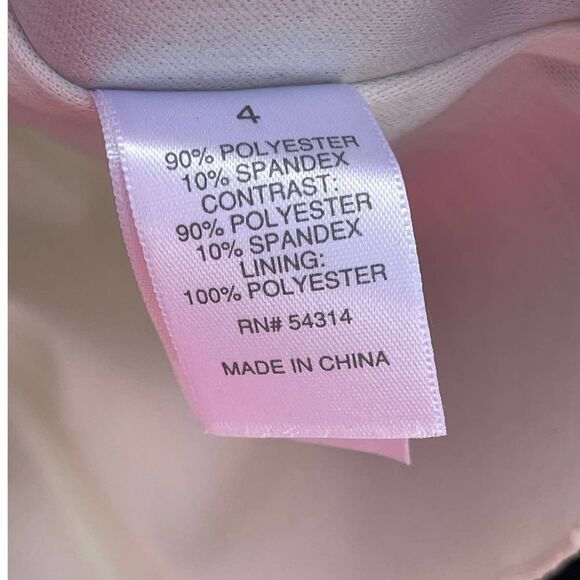 4
90% POLYESTER
10% SPANDEX
CONTRAST:
90% POLYESTER
10% SPANDEX
LINING:
100% POLYESTER
RN# 54314
MADE IN CHINA